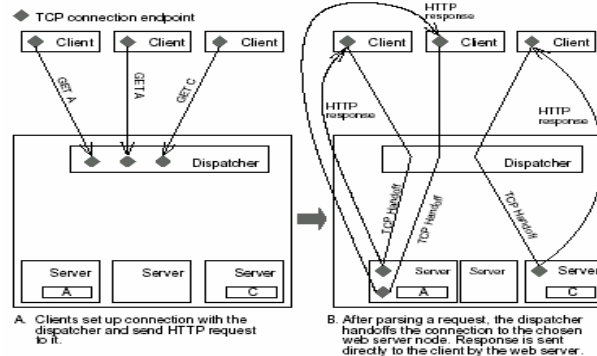 TCP connection endpoint
Client
Client
Client
GET A
GET A
GET C
Dispatcher
Server
Server
Server
A
C
A. Clients set up connection with the
dispatcher and send HTTP request
to it.
HTTP
response
Client
Client
Client
HTTP
response
HTTP
response
Dispatcher
TCP Handoff
TCP Handoff
TCP Handoff
Server
Server
Server
A
C
B. After parsing a request, the dispatcher
handoffs the connection to the chosen
web server node. Response is sent
directly to the client by the web server.